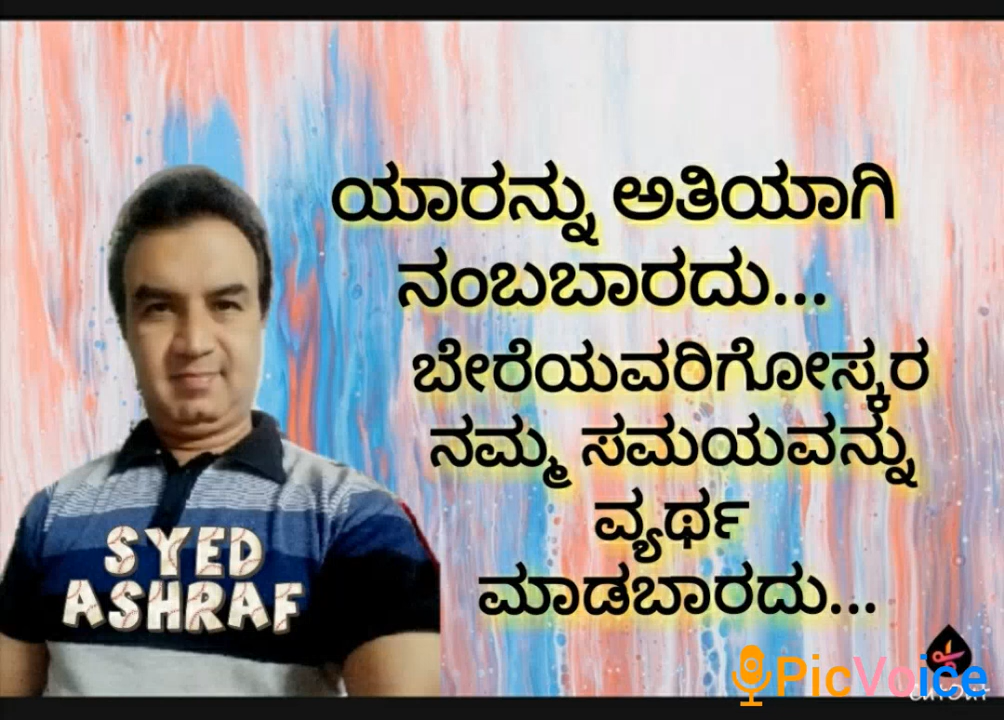 ಯಾರನ್ನು ಅತಿಯಾಗಿ
ನಂಬಬಾರದು...
ಬೇರೆಯವರಿಗೋಸ್ಕರ
ನಮ್ಮ ಸಮಯವನ್ನು
ವ್ಯರ್ಥ
ಮಾಡಬಾರದು...
SYED
ASHRAF
PicVoice